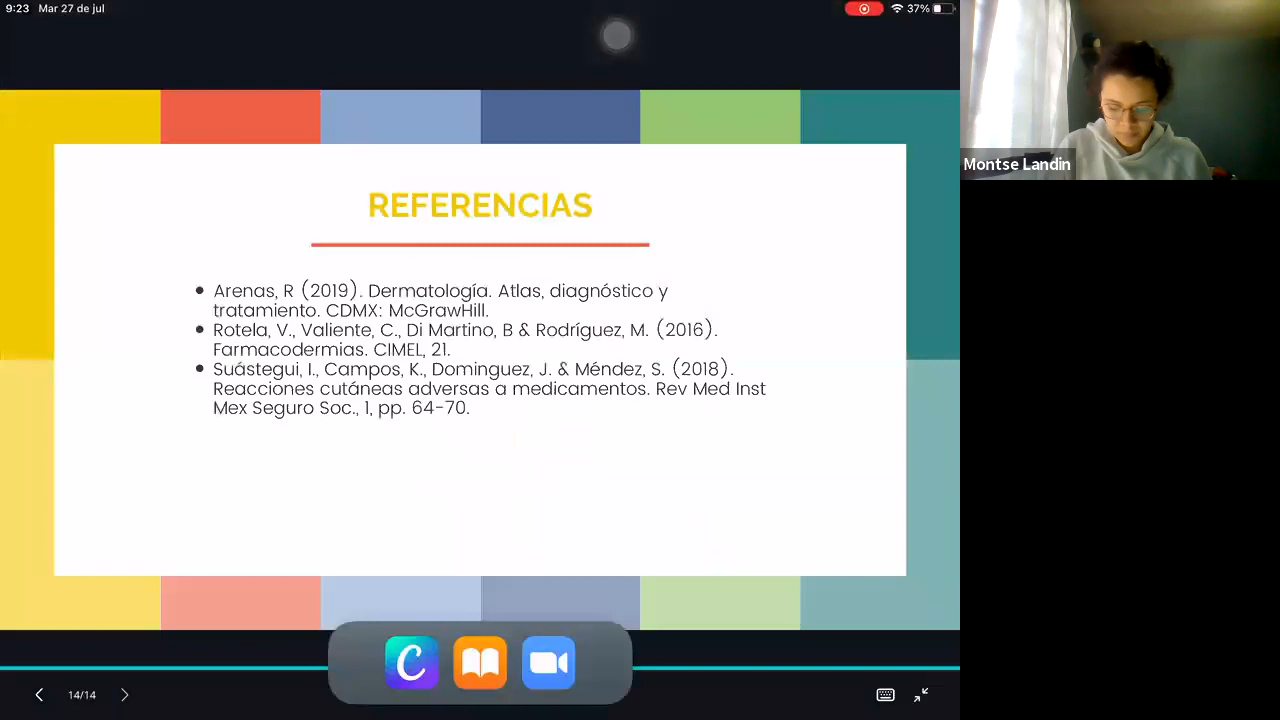 9:23 Mar 27 de jul
37%
Montse Landin
REFERENCIAS
• Arenas, R (2019). Dermatología. Atlas, diagnóstico y
tratamiento. CDMX: McGrawHill.
• Rotela, V., Valiente, C., Di Martino, B & Rodríguez, M. (2016).
Farmacodermias. CIMEL, 21.
• Suástegui, I., Campos, K., Dominguez, J. & Méndez, S. (2018).
Reacciones cutáneas adversas a medicamentos. Rev Med Inst
Mex Seguro Soc., 1, pp. 64-70.
14/14